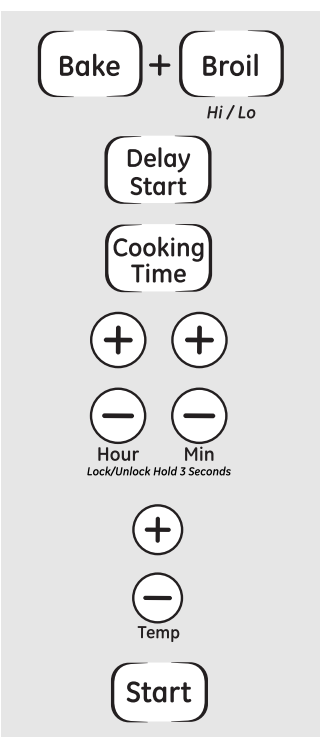 Bake + Broil
Hi / Lo
Delay
Start
Cooking
Time
+ +
− −
Hour Min
Lock/Unlock Hold 3 Seconds
+
−
Temp
Start